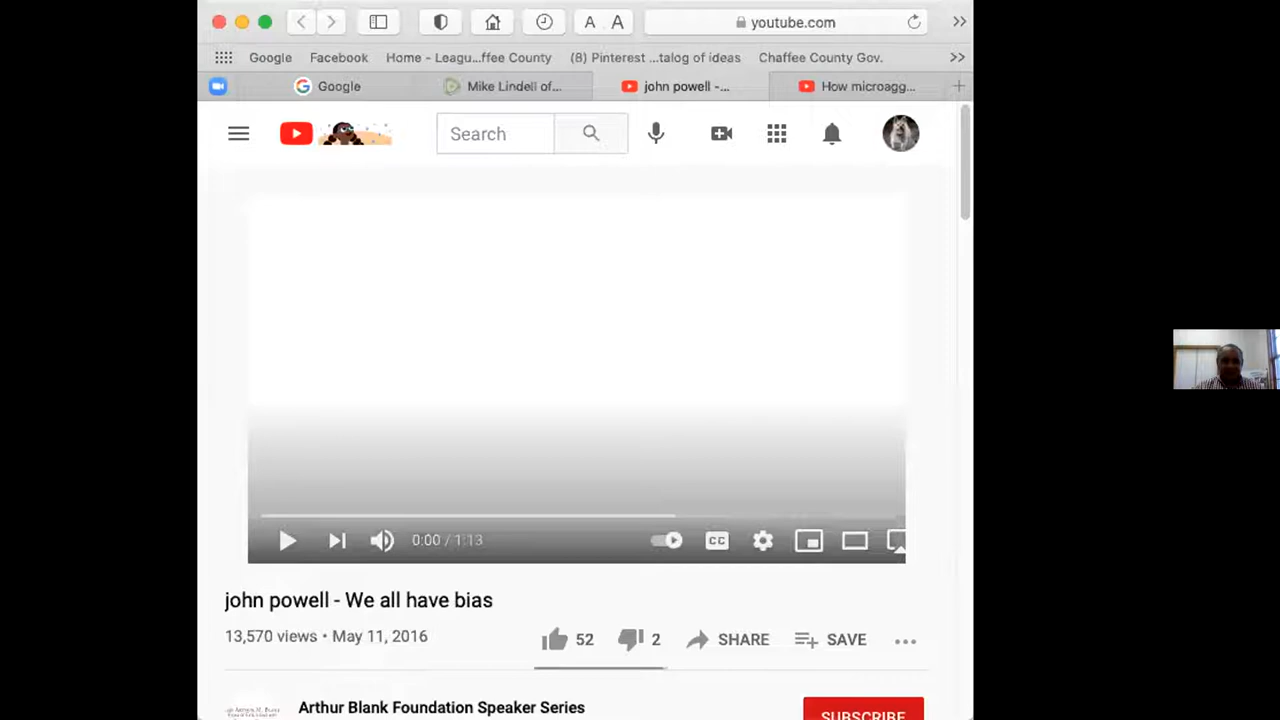 A A youtube.com
Google Facebook Home - Leagu...ffee County (8) Pinterest ...talog of ideas Chaffee County Gov.
Google Mike Lindell of... john powell -... How microagg...
Search
0:00 / 1:13 CC
john powell - We all have bias
13,570 views • May 11, 2016 52 2 SHARE SAVE
Arthur Blank Foundation Speaker Series
SUBSCRIBE